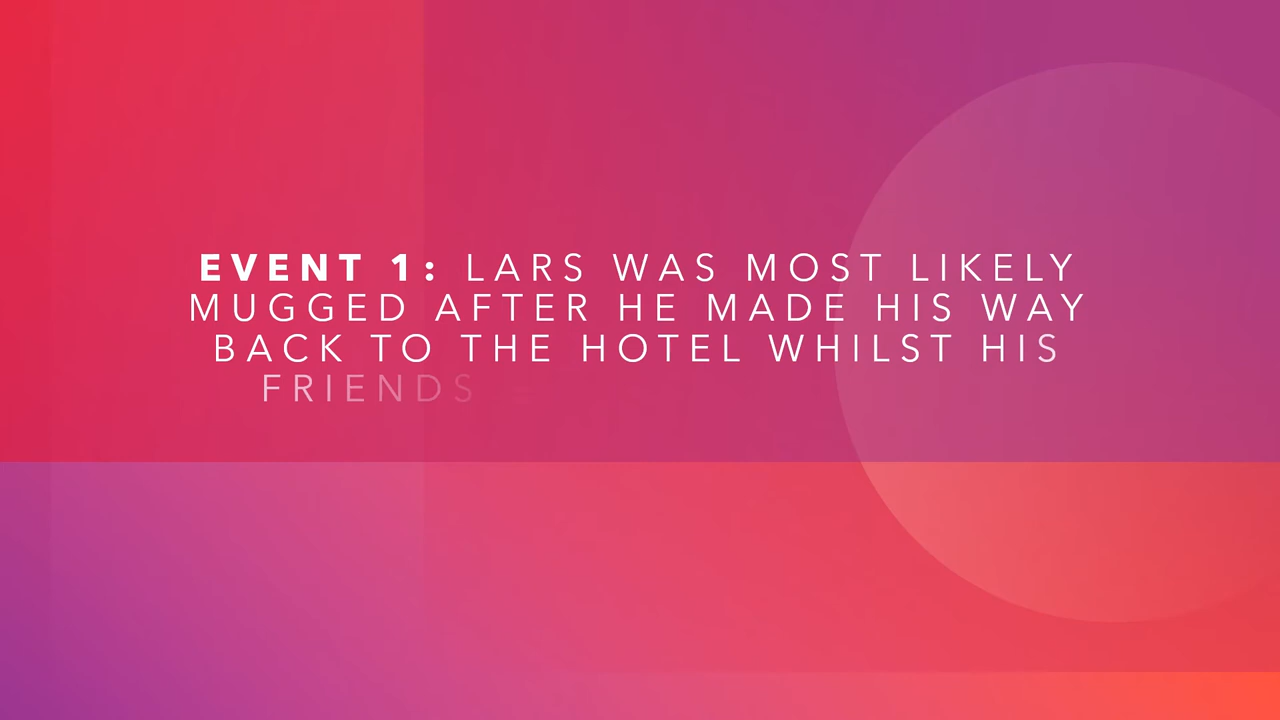 EVENT 1: LARS WAS MOST LIKELY
MUGGED AFTER HE MADE HIS WAY
BACK TO THE HOTEL WHILST HIS
FRIENDS